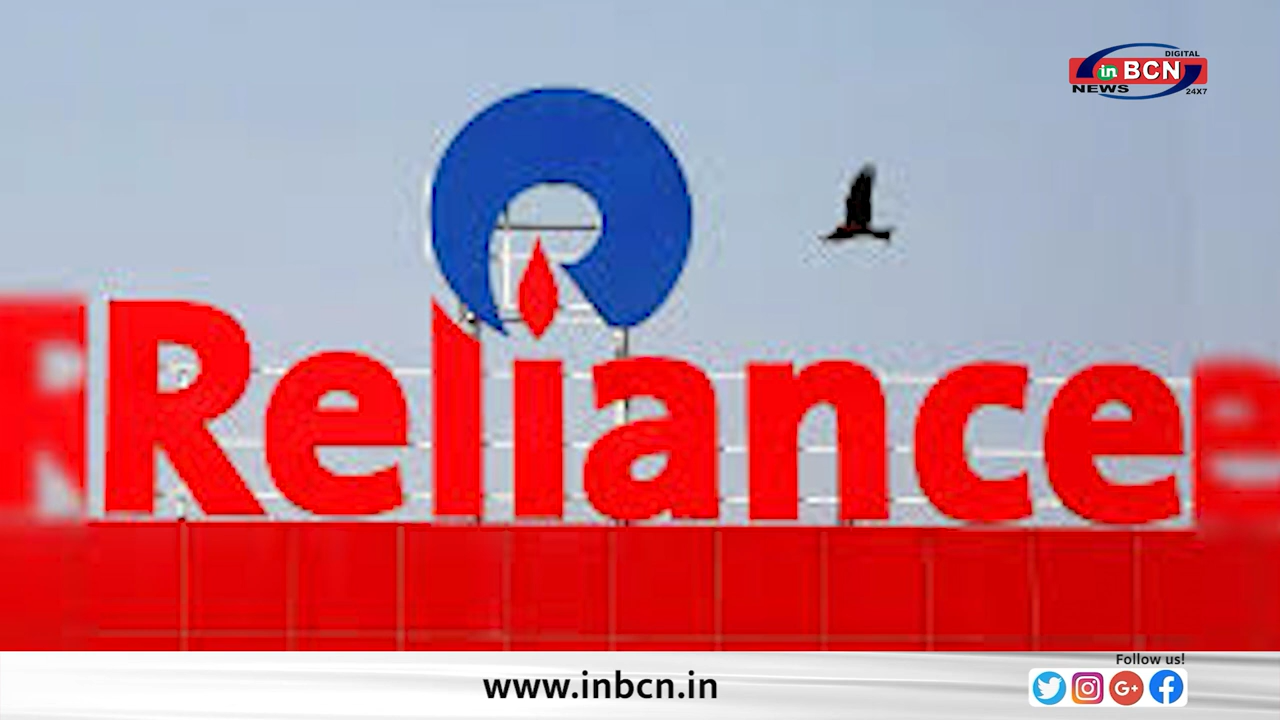 DIGITAL
in BCN
NEWS
24X7
Reliance
Follow us!
www.inbcn.in